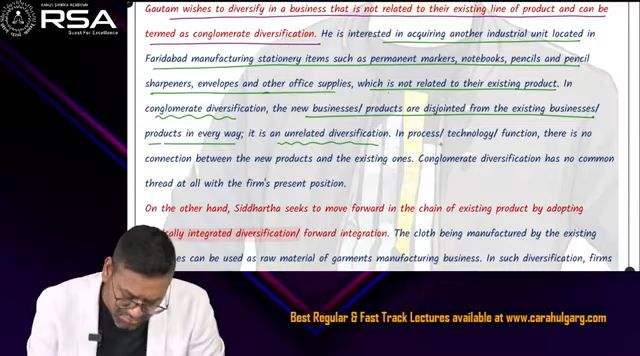 RAHUL SHARMA ACADEMY
RSA
Quest For Excellence
Gautam wishes to diversify in a business that is not related to their existing line of product and can be
termed as conglomerate diversification. He is interested in acquiring another industrial unit located in
Faridabad manufacturing stationery items such as permanent markers, notebooks, pencils and pencil
sharpeners, envelopes and other office supplies, which is not related to their existing product. In
conglomerate diversification, the new businesses/ products are disjointed from the existing businesses/
products in every way; it is an unrelated diversification. In process/ technology/ function, there is no
connection between the new products and the existing ones. Conglomerate diversification has no common
thread at all with the firm's present position.
On the other hand, Siddhartha seeks to move forward in the chain of existing product by adopting
integrated diversification/ forward integration. The cloth being manufactured by the existing
can be used as raw material of garments manufacturing business. In such diversification, firms
Best Regular & Fast Track Lectures available at www.carahulgarg.com